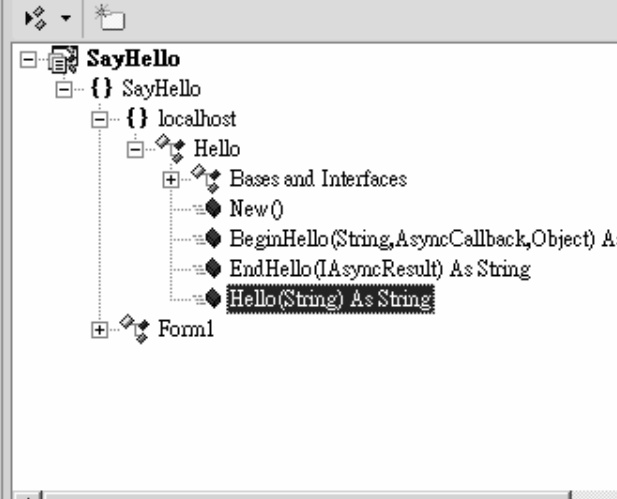 SayHello
{} SayHello
{} localhost
Hello
Bases and Interfaces
New()
BeginHello(String,AsyncCallback,Object) As
EndHello(IAsyncResult) As String
Hello(String) As String
Form1